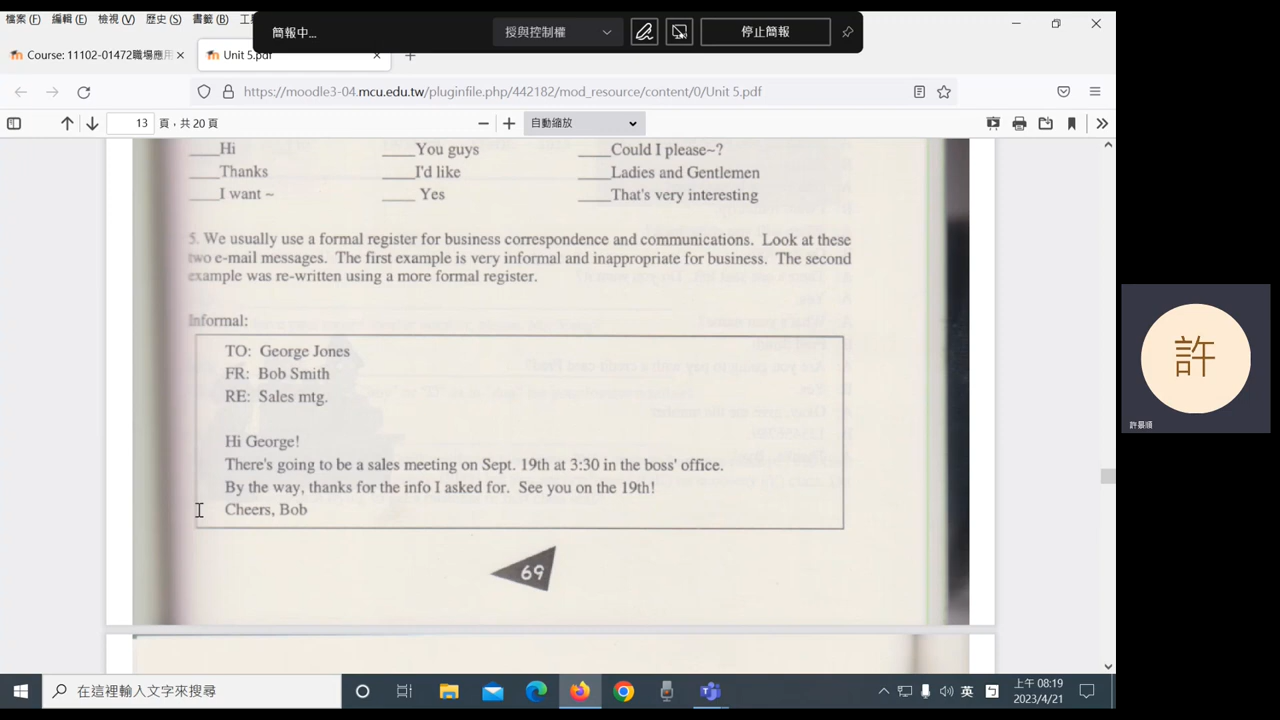 檔案 (F) 編輯 (E) 檢視 (V) 歷史 (S) 書籤 (B)
簡報中...
授與控制權
停止簡報
Course: 11102-01472職場應用
Unit 5.pdf
https://moodle3-04.mcu.edu.tw/pluginfile.php/442182/mod_resource/content/0/Unit 5.pdf
13 頁，共 20 頁
自動縮放
____Hi ____You guys ____Could I please~?
____Thanks ____I'd like ____Ladies and Gentlemen
____I want ~ ____ Yes ____That's very interesting
5. We usually use a formal register for business correspondence and communications. Look at these
two e-mail messages. The first example is very informal and inappropriate for business. The second
example was re-written using a more formal register.
Informal:
TO: George Jones
FR: Bob Smith
RE: Sales mtg.
Hi George!
There's going to be a sales meeting on Sept. 19th at 3:30 in the boss' office.
By the way, thanks for the info I asked for. See you on the 19th!
Cheers, Bob
69
許
許景順
在這裡輸入文字來搜尋
英
上午 08:19
2023/4/21